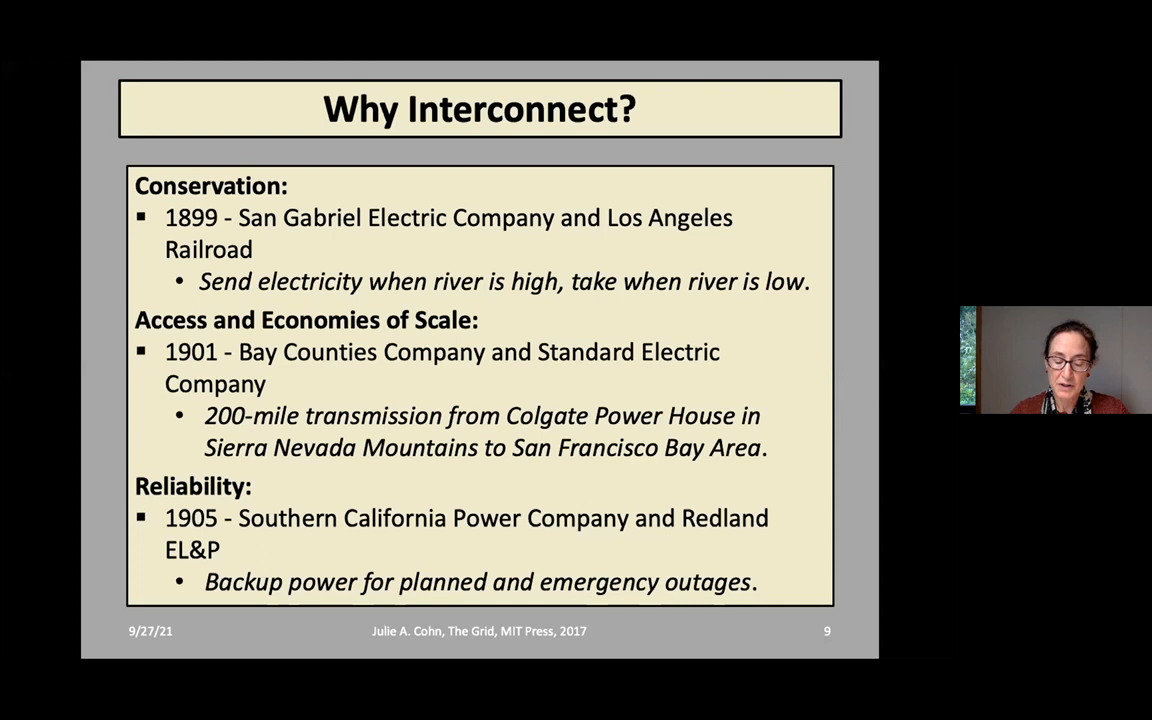 Why Interconnect?
Conservation:
▪ 1899 - San Gabriel Electric Company and Los Angeles
Railroad
• Send electricity when river is high, take when river is low.
Access and Economies of Scale:
▪ 1901 - Bay Counties Company and Standard Electric
Company
• 200-mile transmission from Colgate Power House in
Sierra Nevada Mountains to San Francisco Bay Area.
Reliability:
▪ 1905 - Southern California Power Company and Redland
EL&P
• Backup power for planned and emergency outages.
9/27/21 Julie A. Cohn, The Grid, MIT Press, 2017 9